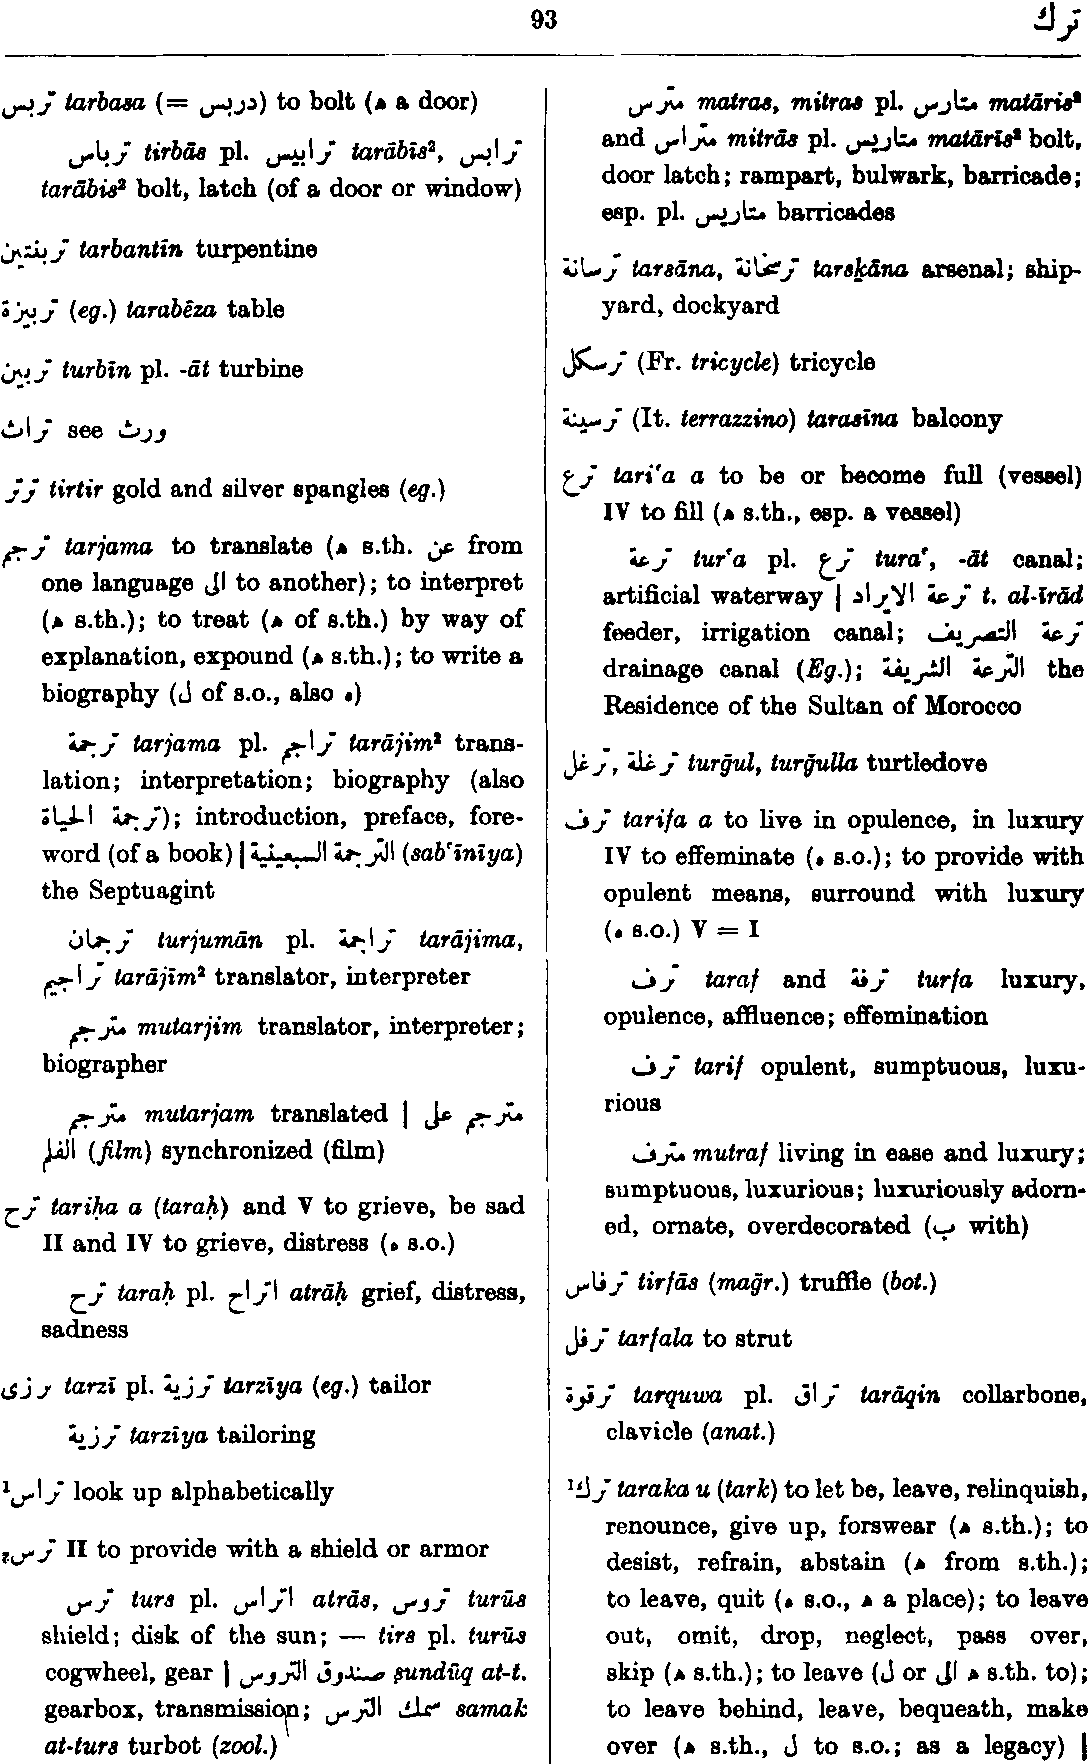 93
ترك
تربس tarbasa (= دربس) to bolt (ه a door)
ترباس tirbās pl. ترابيس tarābīs², ترابس
tarābis² bolt, latch (of a door or window)
تربنتين tarbantīn turpentine
تربيزة (eg.) tarabēza table
تربين turbīn pl. -āt turbine
تراث see ورث
ترتر tirtir gold and silver spangles (eg.)
ترجم tarjama to translate (ه s.th. عن from
one language الى to another); to interpret
(ه s.th.); to treat (ه of s.th.) by way of
explanation, expound (ه s.th.); to write a
biography (ل of s.o., also ه)
ترجمة tarjama pl. تراجم tarājim² trans-
lation; interpretation; biography (also
ترجمة الحياة); introduction, preface, fore-
word (of a book) | الترجمة السبعينية (sab‘īnīya)
the Septuagint
ترجمان turjumān pl. تراجمة tarājima,
تراجيم tarājīm² translator, interpreter
مترجم mutarjim translator, interpreter;
biographer
مترجم mutarjam translated | مترجم على
الفلم (film) synchronized (film)
ترح tariḥa a (taraḥ) and V to grieve, be sad
II and IV to grieve, distress (ه s.o.)
ترح taraḥ pl. اتراح atrāḥ grief, distress,
sadness
ترزى tarzī pl. ترزية tarzīya (eg.) tailor
ترزية tarzīya tailoring
تراس¹ look up alphabetically
ترس² II to provide with a shield or armor
ترس turs pl. اتراس atrās, تروس turūs
shield; disk of the sun; — tirs pl. turūs
cogwheel, gear | صندوق التروس ṣundūq at-t.
gearbox, transmission; سمك الترس samak
at-turs turbot (zool.)
مترس matras, mitras pl. متارس matāris²
and متراس mitrās pl. متاريس matārīs² bolt,
door latch; rampart, bulwark, barricade;
esp. pl. متاريس barricades
ترسانة tarsāna, ترسخانة tarsḵāna arsenal; ship-
yard, dockyard
ترسكل (Fr. tricycle) tricycle
ترسينة (It. terrazzino) tarasīna balcony
ترع tari‘a a to be or become full (vessel)
IV to fill (ه s.th., esp. a vessel)
ترعة tur‘a pl. ترع tura‘, -āt canal;
artificial waterway | ترعة الايراد t. al-īrād
feeder, irrigation canal; ترعة التصريف
drainage canal (Eg.); الترعة الشريفة the
Residence of the Sultan of Morocco
ترغل, ترغلة turḡul, turḡulla turtledove
ترف tarifa a to live in opulence, in luxury
IV to effeminate (ه s.o.); to provide with
opulent means, surround with luxury
(ه s.o.) V = I
ترف taraf and ترفة turfa luxury,
opulence, affluence; effemination
ترف tarif opulent, sumptuous, luxu-
rious
مترف mutraf living in ease and luxury;
sumptuous, luxurious; luxuriously adorn-
ed, ornate, overdecorated (ب with)
ترفاس tirfās (maḡr.) truffle (bot.)
ترفل tarfala to strut
ترقوة tarquwa pl. تراق tarāqin collarbone,
clavicle (anat.)
ترك¹ taraka u (tark) to let be, leave, relinquish,
renounce, give up, forswear (ه s.th.); to
desist, refrain, abstain (ه from s.th.);
to leave, quit (ه s.o., ه a place); to leave
out, omit, drop, neglect, pass over,
skip (ه s.th.); to leave (ل or الى ه s.th. to);
to leave behind, leave, bequeath, make
over (ه s.th., ل to s.o.; as a legacy) |